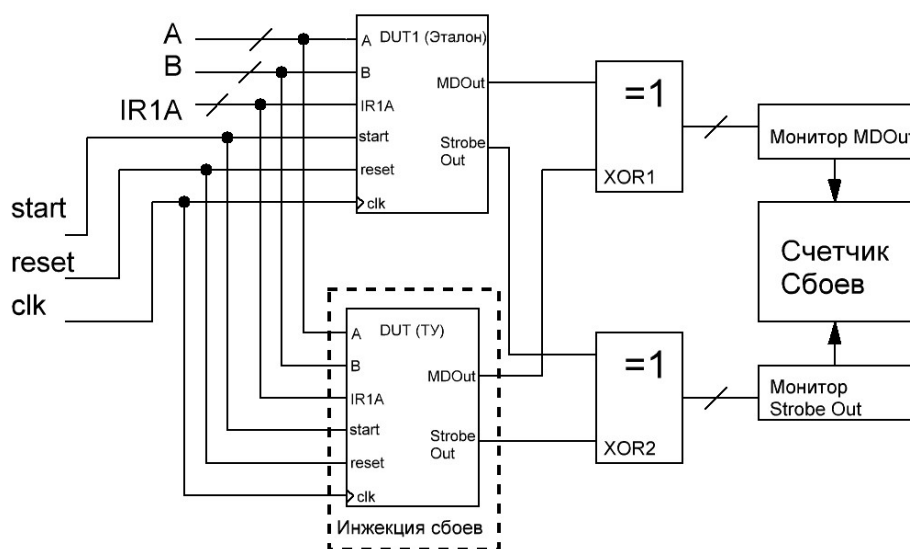 A
B
IR1A
start
reset
clk
DUT1 (Эталон)
A
B
IR1A
start
reset
clk
MDOut
Strobe
Out
=1
XOR1
Монитор MDOut
Счетчик
Сбоев
DUT (ТУ)
A
B
IR1A
start
reset
clk
MDOut
Strobe
Out
Инжекция сбоев
=1
XOR2
Монитор
Strobe Out